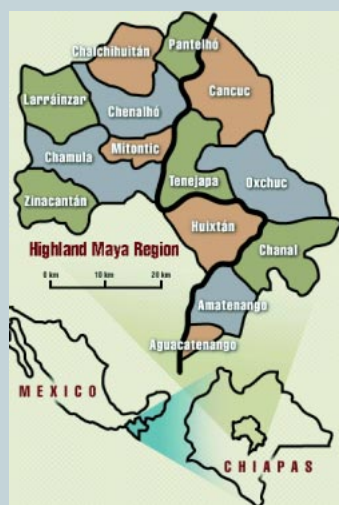 Pantelhó
Chalchihuitán
Cancuc
Larráinzar
Chenalhó
Mitontic
Chamula
Tenejapa
Oxchuc
Zinacantán
Huixtán
Highland Maya Region
Chanal
0 km 10 km 20 km
Amatenango
Aguacatenango
MEXICO
CHIAPAS